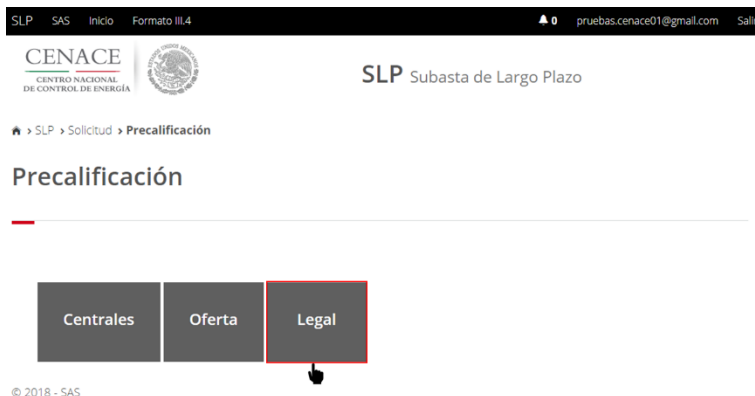 SLP SAS Inicio Formato III.4 0 pruebas.cenace01@gmail.com Sali
CENACE
CENTRO NACIONAL
DE CONTROL DE ENERGÍA
SLP Subasta de Largo Plazo
> SLP > Solicitud > Precalificación
Precalificación
Centrales Oferta Legal
© 2018 - SAS